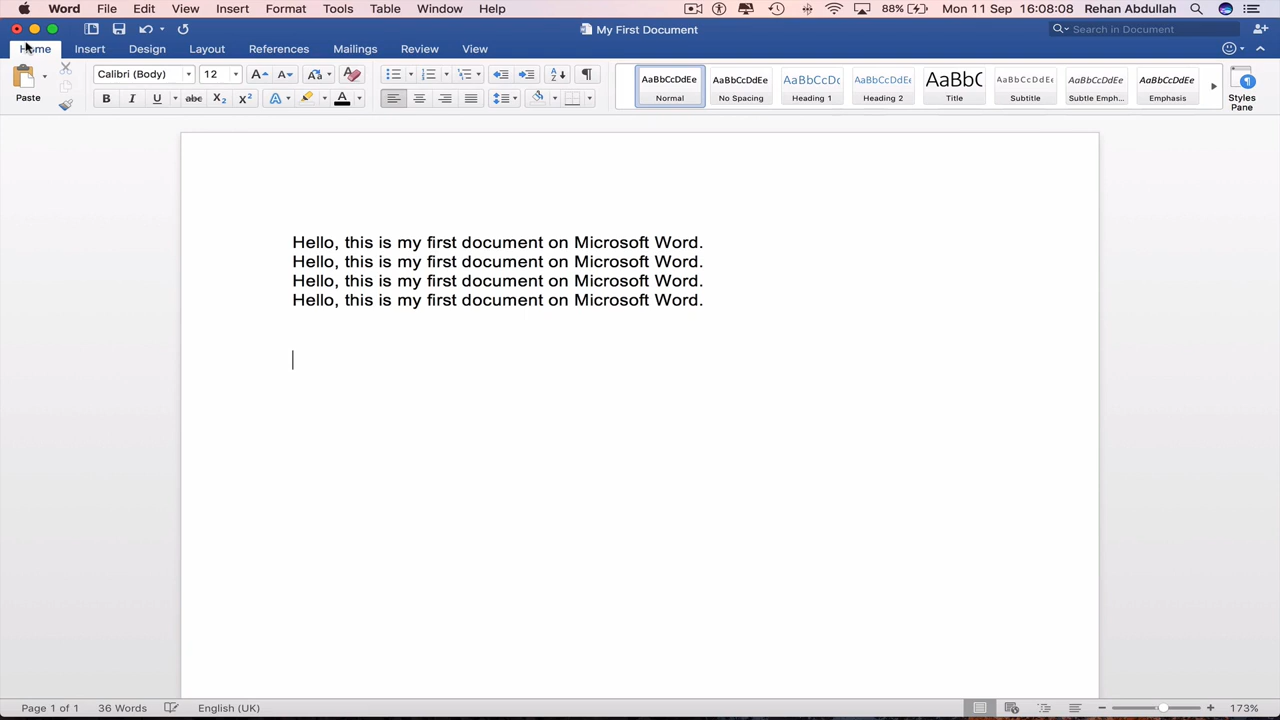 Word File Edit View Insert Format Tools Table Window Help 88% Mon 11 Sep 16:08:08 Rehan Abdullah
My First Document Search in Document
Home Insert Design Layout References Mailings Review View
Paste Calibri (Body) 12 AaBbCcDdEe AaBbCcDdEe AaBbCcDc AaBbCcDdEe AaBbC AaBbCcDdEe AaBbCcDdEe AaBbCcDdEe
B I U abc X2 X2 A A Normal No Spacing Heading 1 Heading 2 Title Subtitle Subtle Emph... Emphasis Styles Pane
Hello, this is my first document on Microsoft Word.
Hello, this is my first document on Microsoft Word.
Hello, this is my first document on Microsoft Word.
Hello, this is my first document on Microsoft Word.
Page 1 of 1 36 Words English (UK) 173%